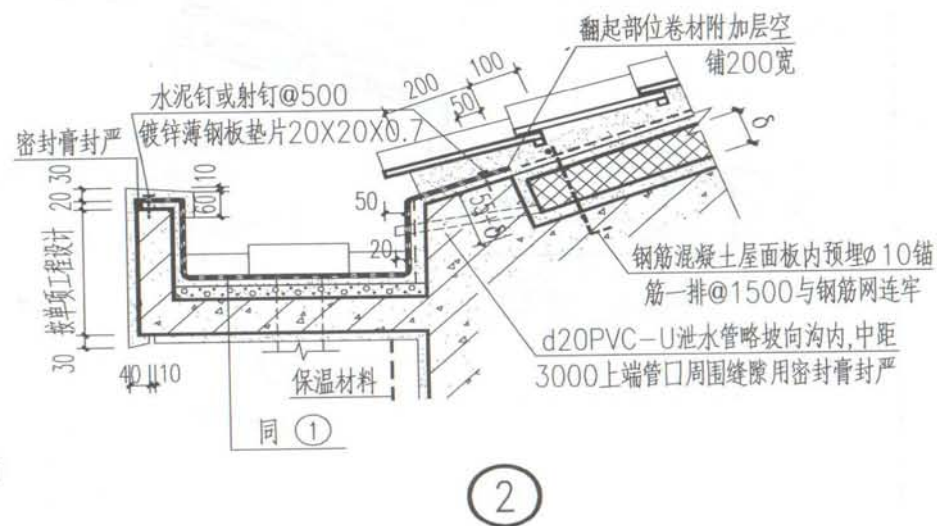 翻起部位卷材附加层空
铺200宽
200
100
50
水泥钉或射钉@500
镀锌薄钢板垫片20X20X0.7
密封膏封严
δ
30
10
20
60
50
35+δ
20
按单项工程设计
钢筋混凝土屋面板内预埋Ø10锚
筋一排@1500与钢筋网连牢
d20PVC-U泄水管略坡向沟内,中距
3000上端管口周围缝隙用密封膏封严
30
40
10
保温材料
同 ①
2